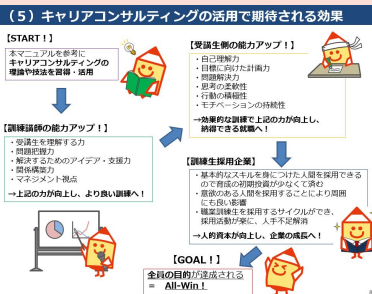 （５）キャリアコンサルティングの活用で期待される効果
【START！】
本マニュアルを参考に
キャリアコンサルティングの
理論や技法を習得・活用
【訓練講師の能力アップ！】
・受講生を理解する力
・問題把握力
・解決するためのアイデア・支援力
・関係構築力
・マネジメント視点
→上記の力が向上し、より良い訓練へ！
【受講生側の能力アップ！】
・自己理解力
・目標に向けた計画力
・問題解決力
・思考の柔軟性
・行動の積極性
・モチベーションの持続性
→効果的な訓練で上記の力が向上し、
納得できる就職へ！
【訓練生採用企業】
・基本的なスキルを身につけた人間を採用できる
ので育成の初期投資が少なくて済む
・意欲のある人間を採用することにより周囲
にも良い影響
・職業訓練生を採用するサイクルができ、
採用活動が楽に、人手不足解消
→人的資本が向上し、企業の成長へ！
【GOAL！】
全員の目的が達成される
＝ All-Win！